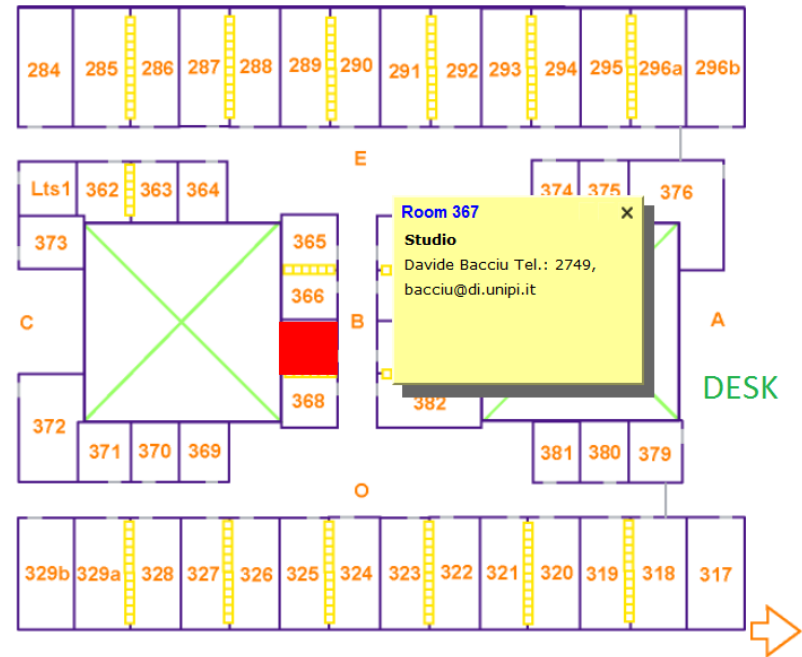 284 285 286 287 288 289 290 291 292 293 294 295 296a 296b
E
Lts1 362 363 364 374 375 376
Room 367 x
373 365
Studio
Davide Bacciu Tel.: 2749,
bacciu@di.unipi.it
366
C B A
DESK
368 382
372
371 370 369 381 380 379
O
329b 329a 328 327 326 325 324 323 322 321 320 319 318 317